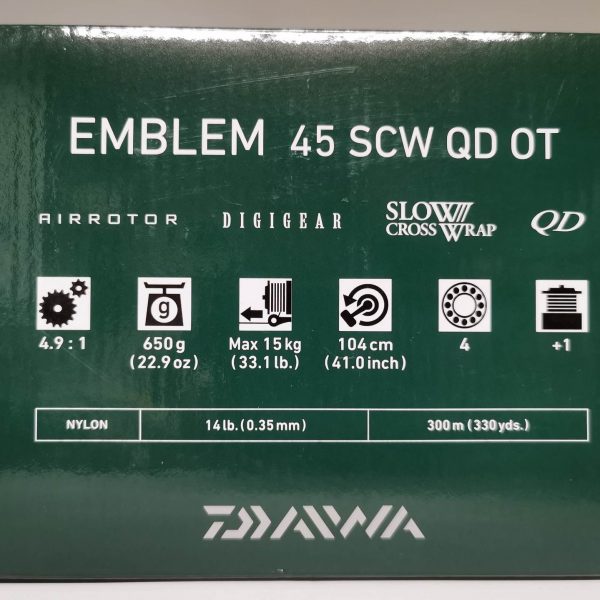 EMBLEM 45 SCW QD OT
AIRROTOR DIGIGEAR SLOW CROSS WRAP QD
g
4.9 : 1 650 g Max 15 kg 104 cm 4 +1
(22.9 oz) (33.1 lb.) (41.0 inch)
NYLON 14 lb. (0.35 mm) 300 m (330 yds.)
DAIWA